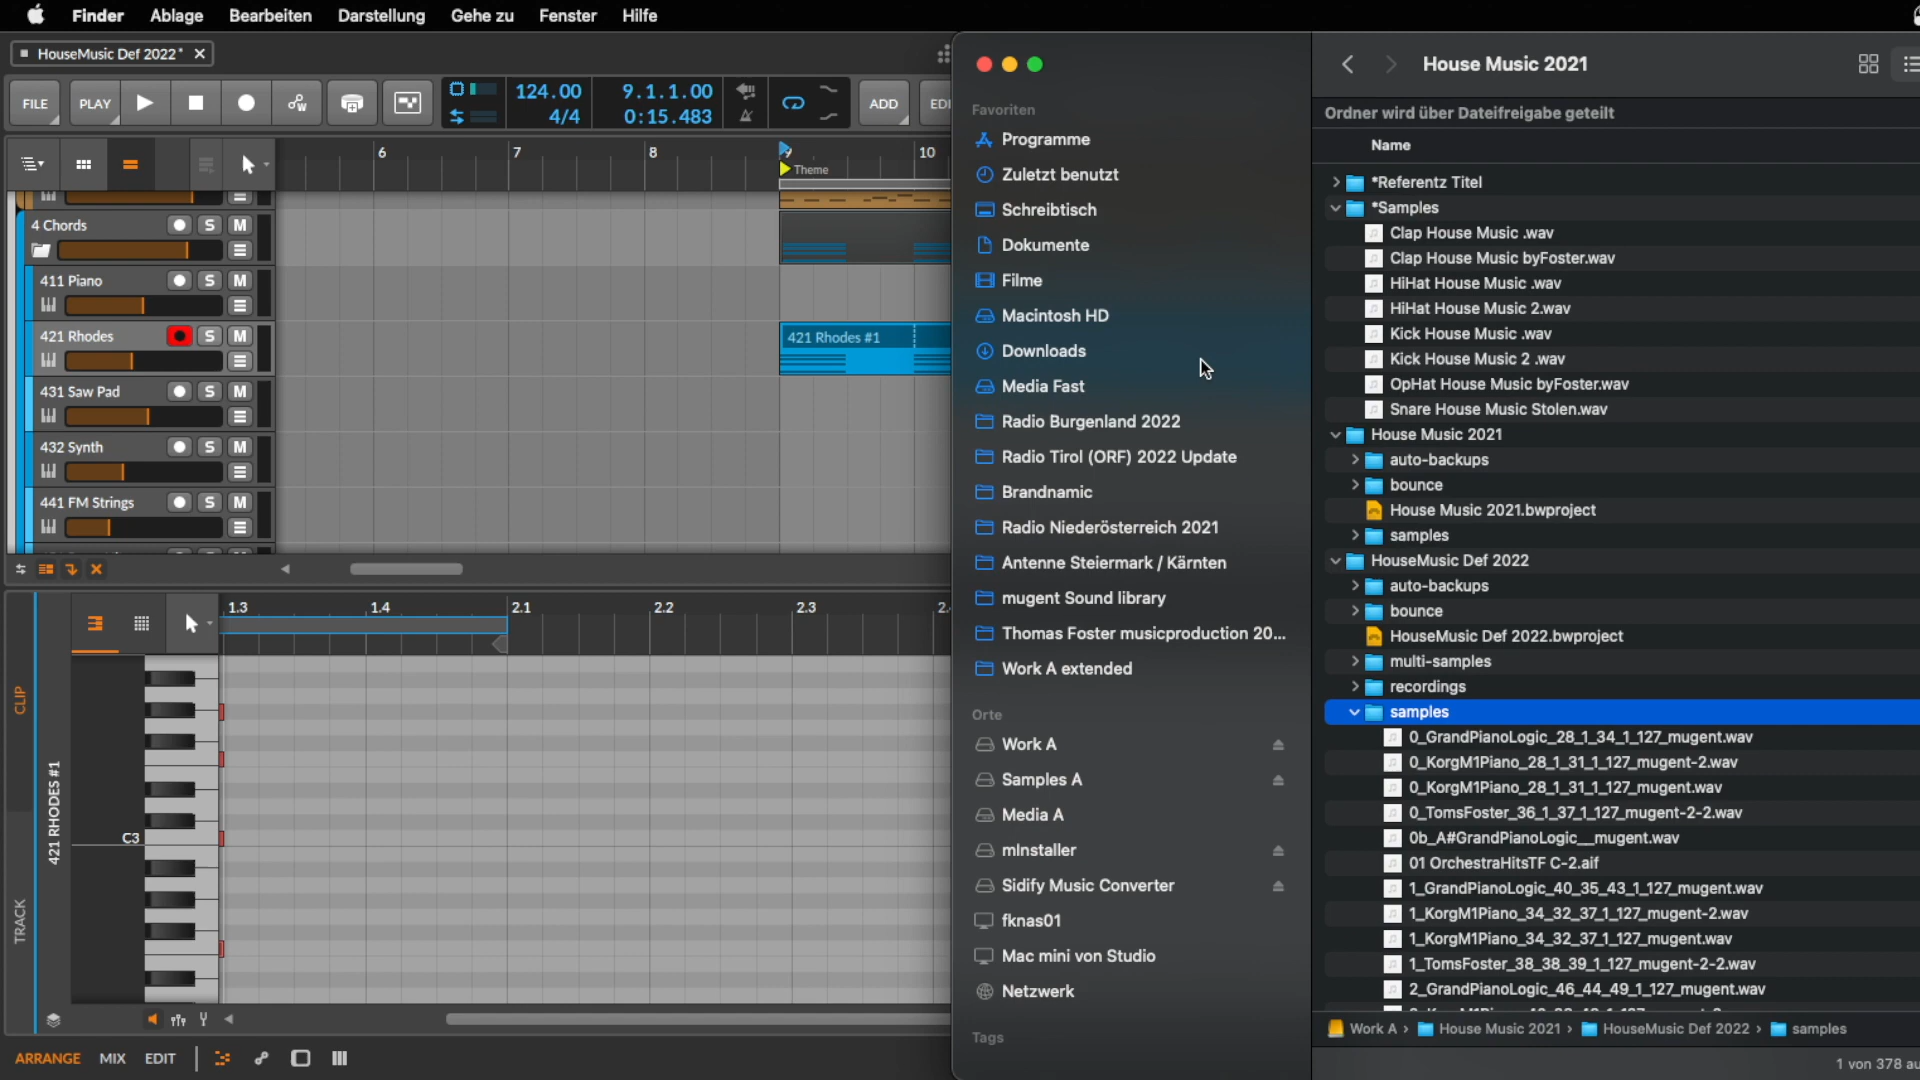 Finder Ablage Bearbeiten Darstellung Gehe zu Fenster Hilfe
HouseMusic Def 2022* ×
FILE PLAY 124.00 4/4 9.1.1.00 0:15.483 ADD EDI
6 7 8 9 10
Theme
4 Chords S M
411 Piano S M
421 Rhodes S M
421 Rhodes #1
431 Saw Pad S M
432 Synth S M
441 FM Strings S M
1.3 1.4 2.1 2.2 2.3 2.
CLIP
421 RHODES #1
C3
TRACK
ARRANGE MIX EDIT
Favoriten
Programme
Zuletzt benutzt
Schreibtisch
Dokumente
Filme
Macintosh HD
Downloads
Media Fast
Radio Burgenland 2022
Radio Tirol (ORF) 2022 Update
Brandnamic
Radio Niederösterreich 2021
Antenne Steiermark / Kärnten
mugent Sound library
Thomas Foster musicproduction 20...
Work A extended
Orte
Work A
Samples A
Media A
mInstaller
Sidify Music Converter
fknas01
Mac mini von Studio
Netzwerk
Tags
House Music 2021
Ordner wird über Dateifreigabe geteilt
Name
*Referentz Titel
*Samples
Clap House Music .wav
Clap House Music byFoster.wav
HiHat House Music .wav
HiHat House Music 2.wav
Kick House Music .wav
Kick House Music 2 .wav
OpHat House Music byFoster.wav
Snare House Music Stolen.wav
House Music 2021
auto-backups
bounce
House Music 2021.bwproject
samples
HouseMusic Def 2022
auto-backups
bounce
HouseMusic Def 2022.bwproject
multi-samples
recordings
samples
0_GrandPianoLogic_28_1_34_1_127_mugent.wav
0_KorgM1Piano_28_1_31_1_127_mugent-2.wav
0_KorgM1Piano_28_1_31_1_127_mugent.wav
0_TomsFoster_36_1_37_1_127_mugent-2-2.wav
0b_A#GrandPianoLogic__mugent.wav
01 OrchestraHitsTF C-2.aif
1_GrandPianoLogic_40_35_43_1_127_mugent.wav
1_KorgM1Piano_34_32_37_1_127_mugent-2.wav
1_KorgM1Piano_34_32_37_1_127_mugent.wav
1_TomsFoster_38_38_39_1_127_mugent-2-2.wav
2_GrandPianoLogic_46_44_49_1_127_mugent.wav
Work A › House Music 2021 › HouseMusic Def 2022 › samples
1 von 378 au